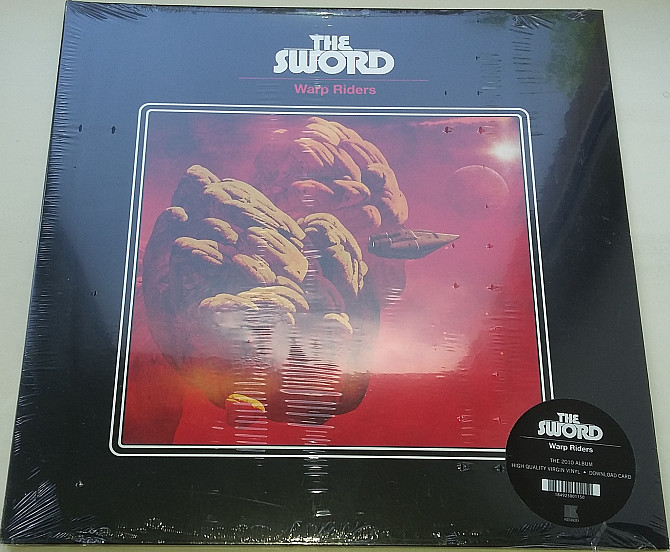 THE
SWORD
Warp Riders
THE
SWORD
Warp Riders
THE 2010 ALBUM
HIGH QUALITY VIRGIN VINYL • DOWNLOAD CARD